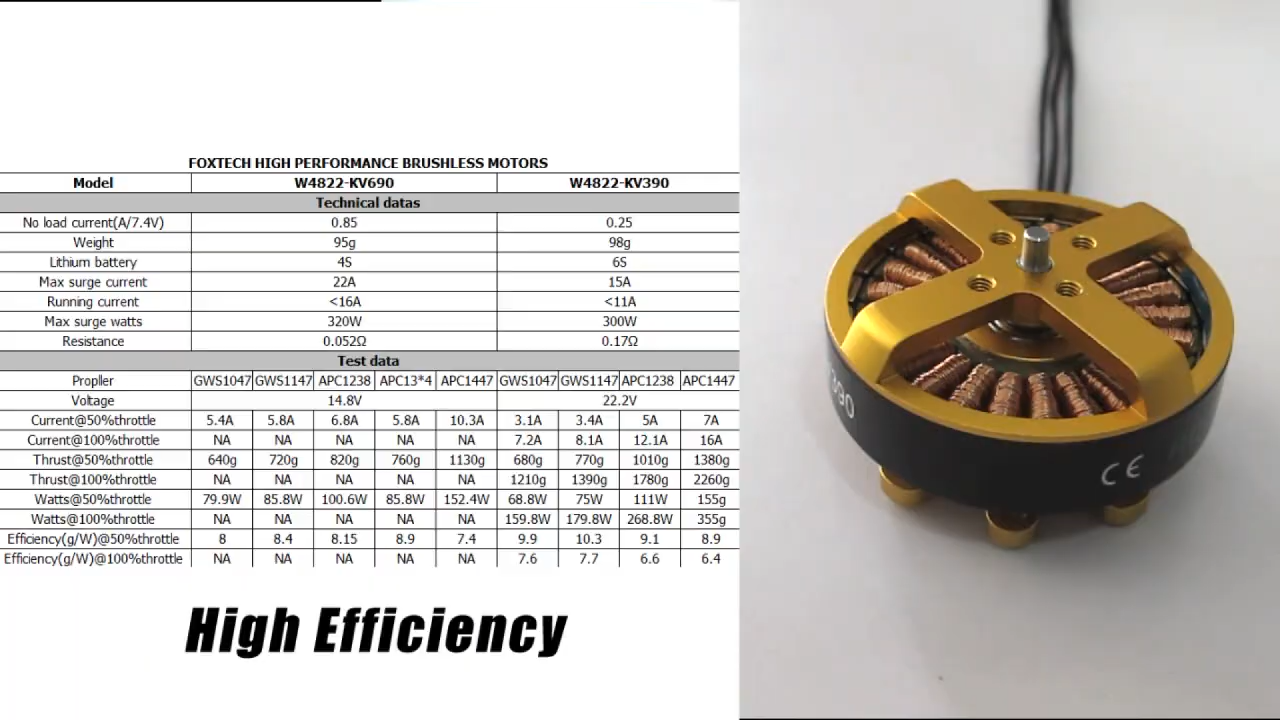 FOXTECH HIGH PERFORMANCE BRUSHLESS MOTORS
Model W4822-KV690 W4822-KV390
Technical datas
No load current(A/7.4V) 0.85 0.25
Weight 95g 98g
Lithium battery 4S 6S
Max surge current 22A 15A
Running current <16A <11A
Max surge watts 320W 300W
Resistance 0.052Ω 0.17Ω
Test data
Propller GWS1047 GWS1147 APC1238 APC13*4 APC1447 GWS1047 GWS1147 APC1238 APC1447
Voltage 14.8V 22.2V
Current@50%throttle 5.4A 5.8A 6.8A 5.8A 10.3A 3.1A 3.4A 5A 7A
Current@100%throttle NA NA NA NA NA 7.2A 8.1A 12.1A 16A
Thrust@50%throttle 640g 720g 820g 760g 1130g 680g 770g 1010g 1380g
Thrust@100%throttle NA NA NA NA NA 1210g 1390g 1780g 2260g
Watts@50%throttle 79.9W 85.8W 100.6W 85.8W 152.4W 68.8W 75W 111W 155g
Watts@100%throttle NA NA NA NA NA 159.8W 179.8W 268.8W 355g
Efficiency(g/W)@50%throttle 8 8.4 8.15 8.9 7.4 9.9 10.3 9.1 8.9
Efficiency(g/W)@100%throttle NA NA NA NA NA 7.6 7.7 6.6 6.4
High Efficiency
390
CE